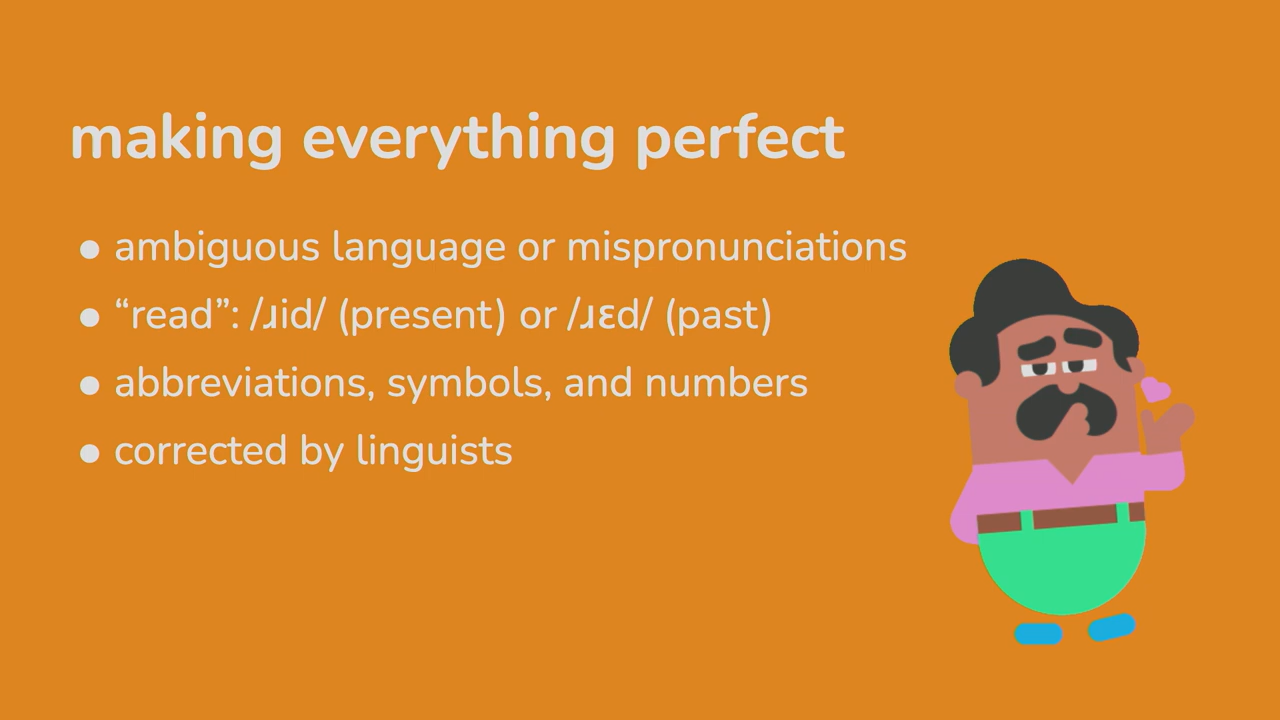 making everything perfect
● ambiguous language or mispronunciations
● “read”: /ɹid/ (present) or /ɹɛd/ (past)
● abbreviations, symbols, and numbers
● corrected by linguists